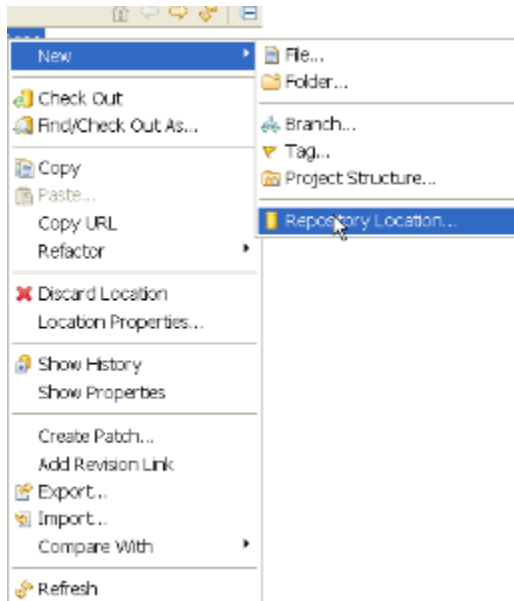 New
Check Out
Find/Check Out As...
Copy
Paste...
Copy URL
Refactor
Discard Location
Location Properties...
Show History
Show Properties
Create Patch...
Add Revision Link
Export...
Import...
Compare With
Refresh
File...
Folder...
Branch...
Tag...
Project Structure...
Repository Location...